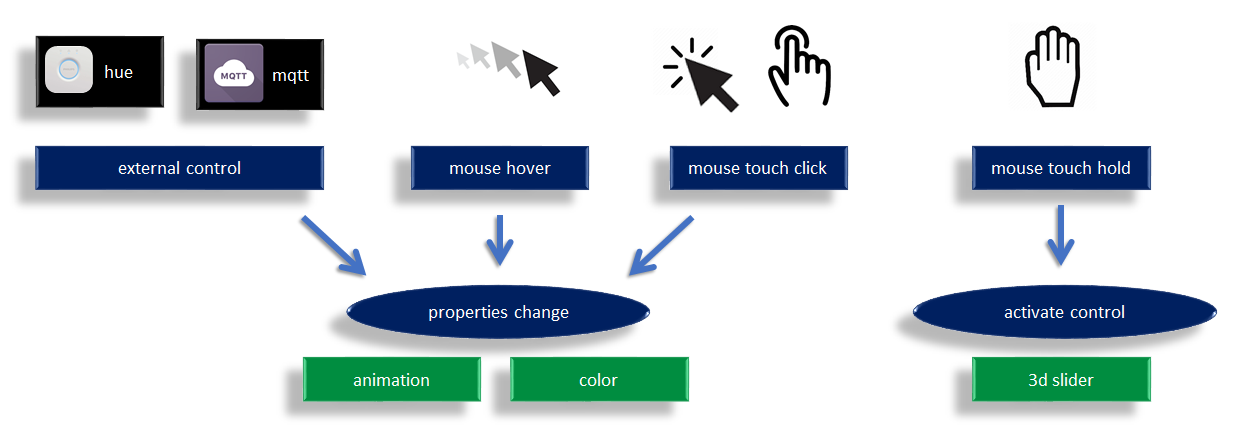 hue
MQTT
mqtt
external control
mouse hover
mouse touch click
mouse touch hold
properties change
activate control
animation
color
3d slider